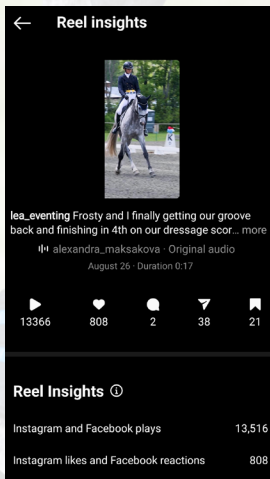 Reel insights
lea_eventing Frosty and I finally getting our groove
back and finishing in 4th on our dressage scor... more
alexandra_maksakova · Original audio
August 26 · Duration 0:17
13366 808 2 38 21
Reel Insights
Instagram and Facebook plays 13,516
Instagram likes and Facebook reactions 808